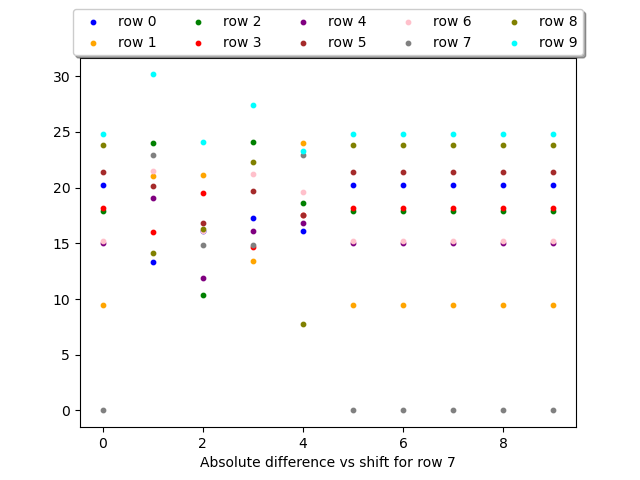 row 0 row 2 row 4 row 6 row 8
row 1 row 3 row 5 row 7 row 9
30
25
20
15
10
5
0
0 2 4 6 8
Absolute difference vs shift for row 7